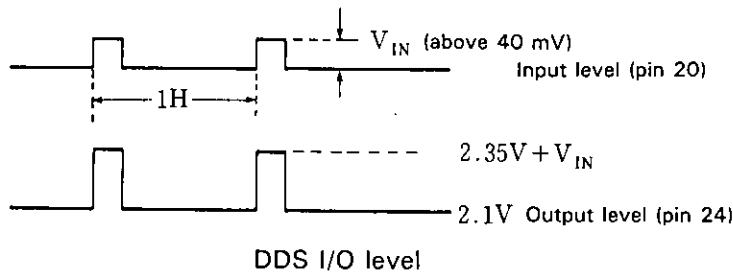 V_IN (above 40 mV)
Input level (pin 20)
1H
2.35V + V_IN
2.1V Output level (pin 24)
DDS I/O level